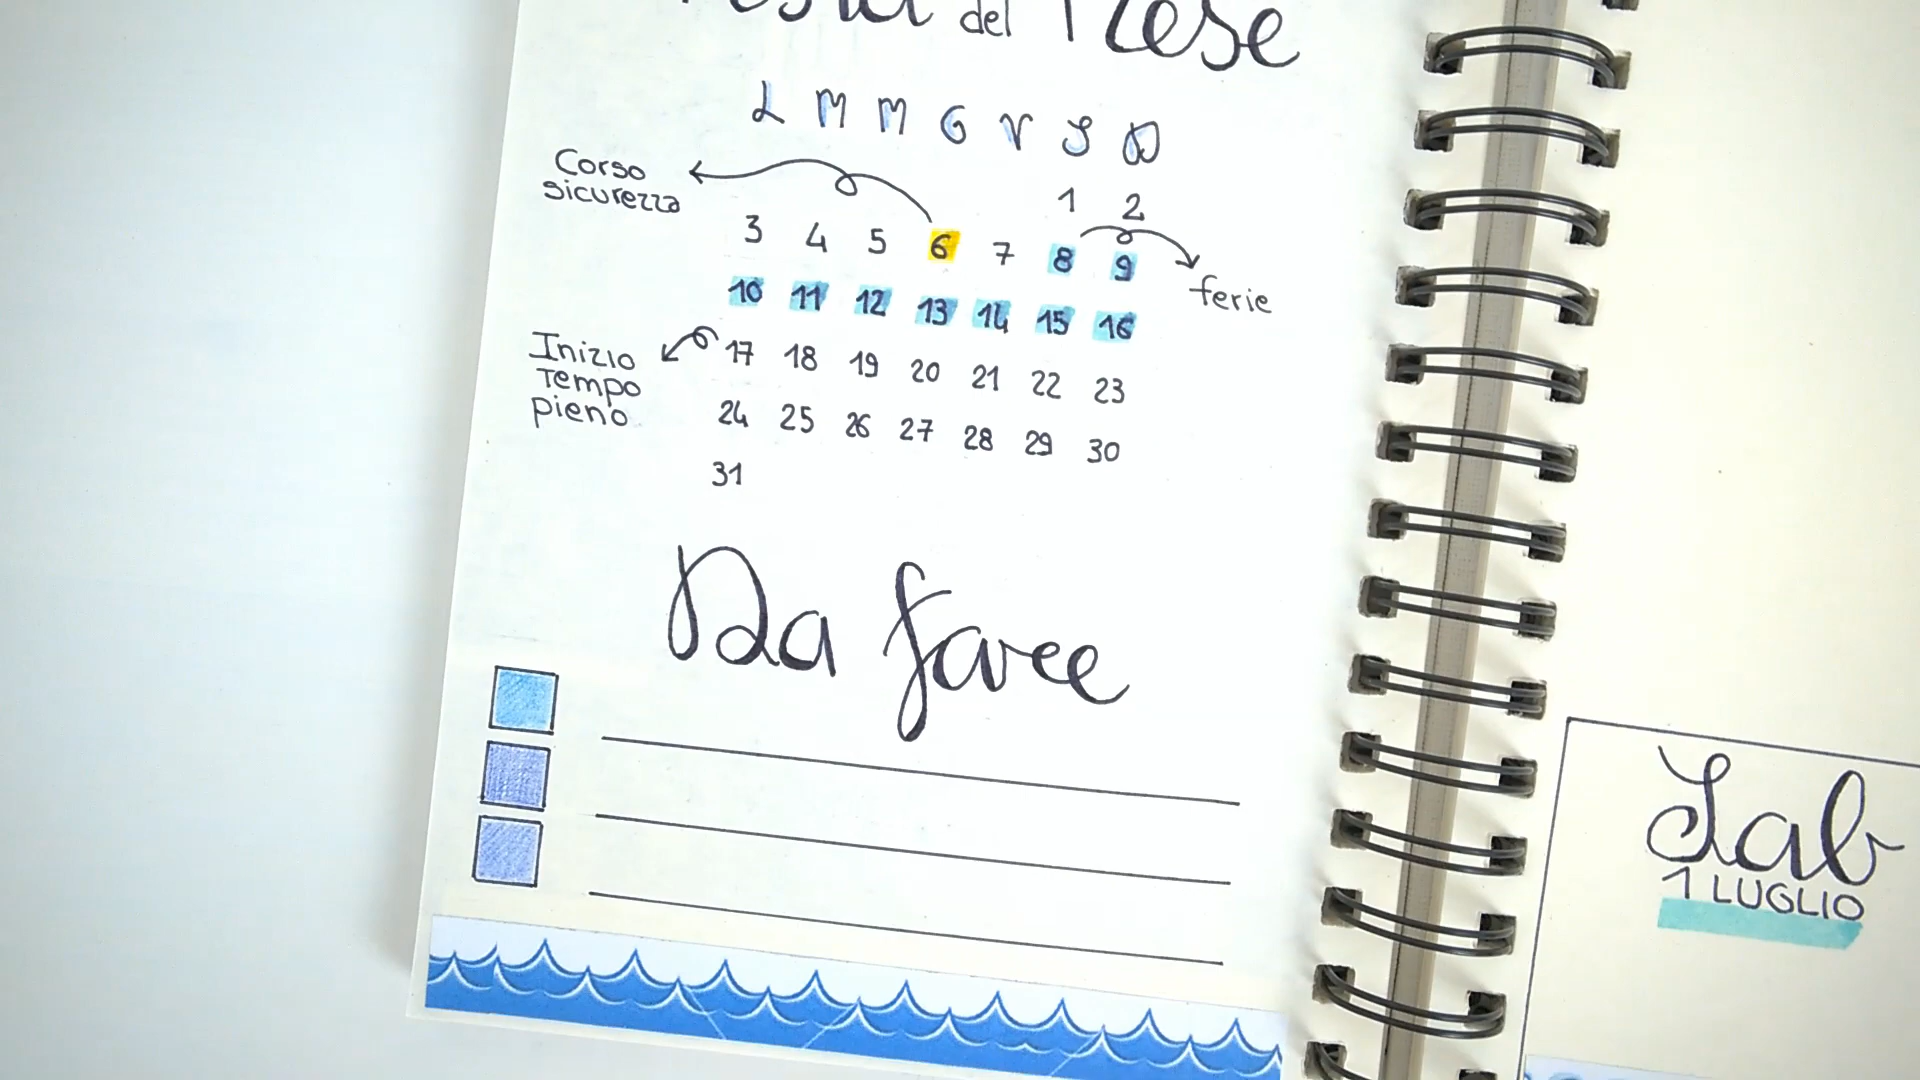 del Mese
L M M G V S D
Corso
sicurezza
1 2
3 4 5 6 7 8 9
ferie
10 11 12 13 14 15 16
Inizio
Tempo
pieno
17 18 19 20 21 22 23
24 25 26 27 28 29 30
31
Da fare
Sab
1 LUGLIO